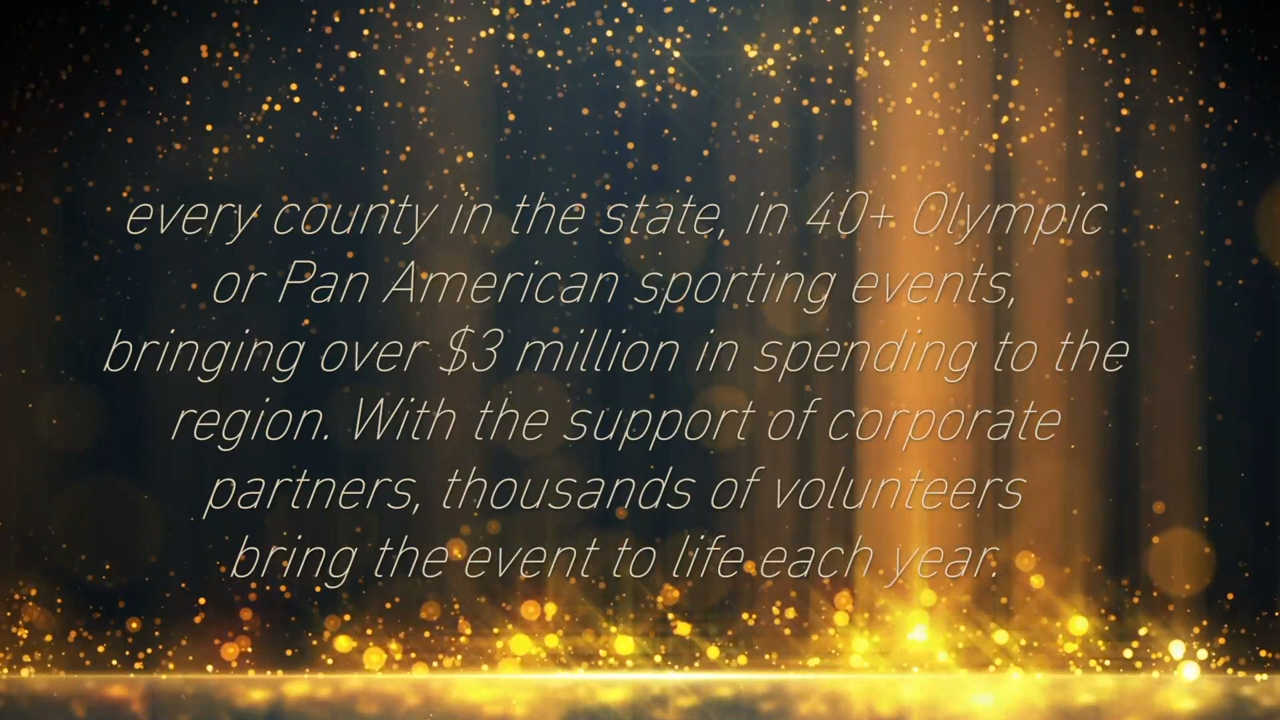 every county in the state, in 40+ Olympic
or Pan American sporting events,
bringing over $3 million in spending to the
region. With the support of corporate
partners, thousands of volunteers
bring the event to life each year.